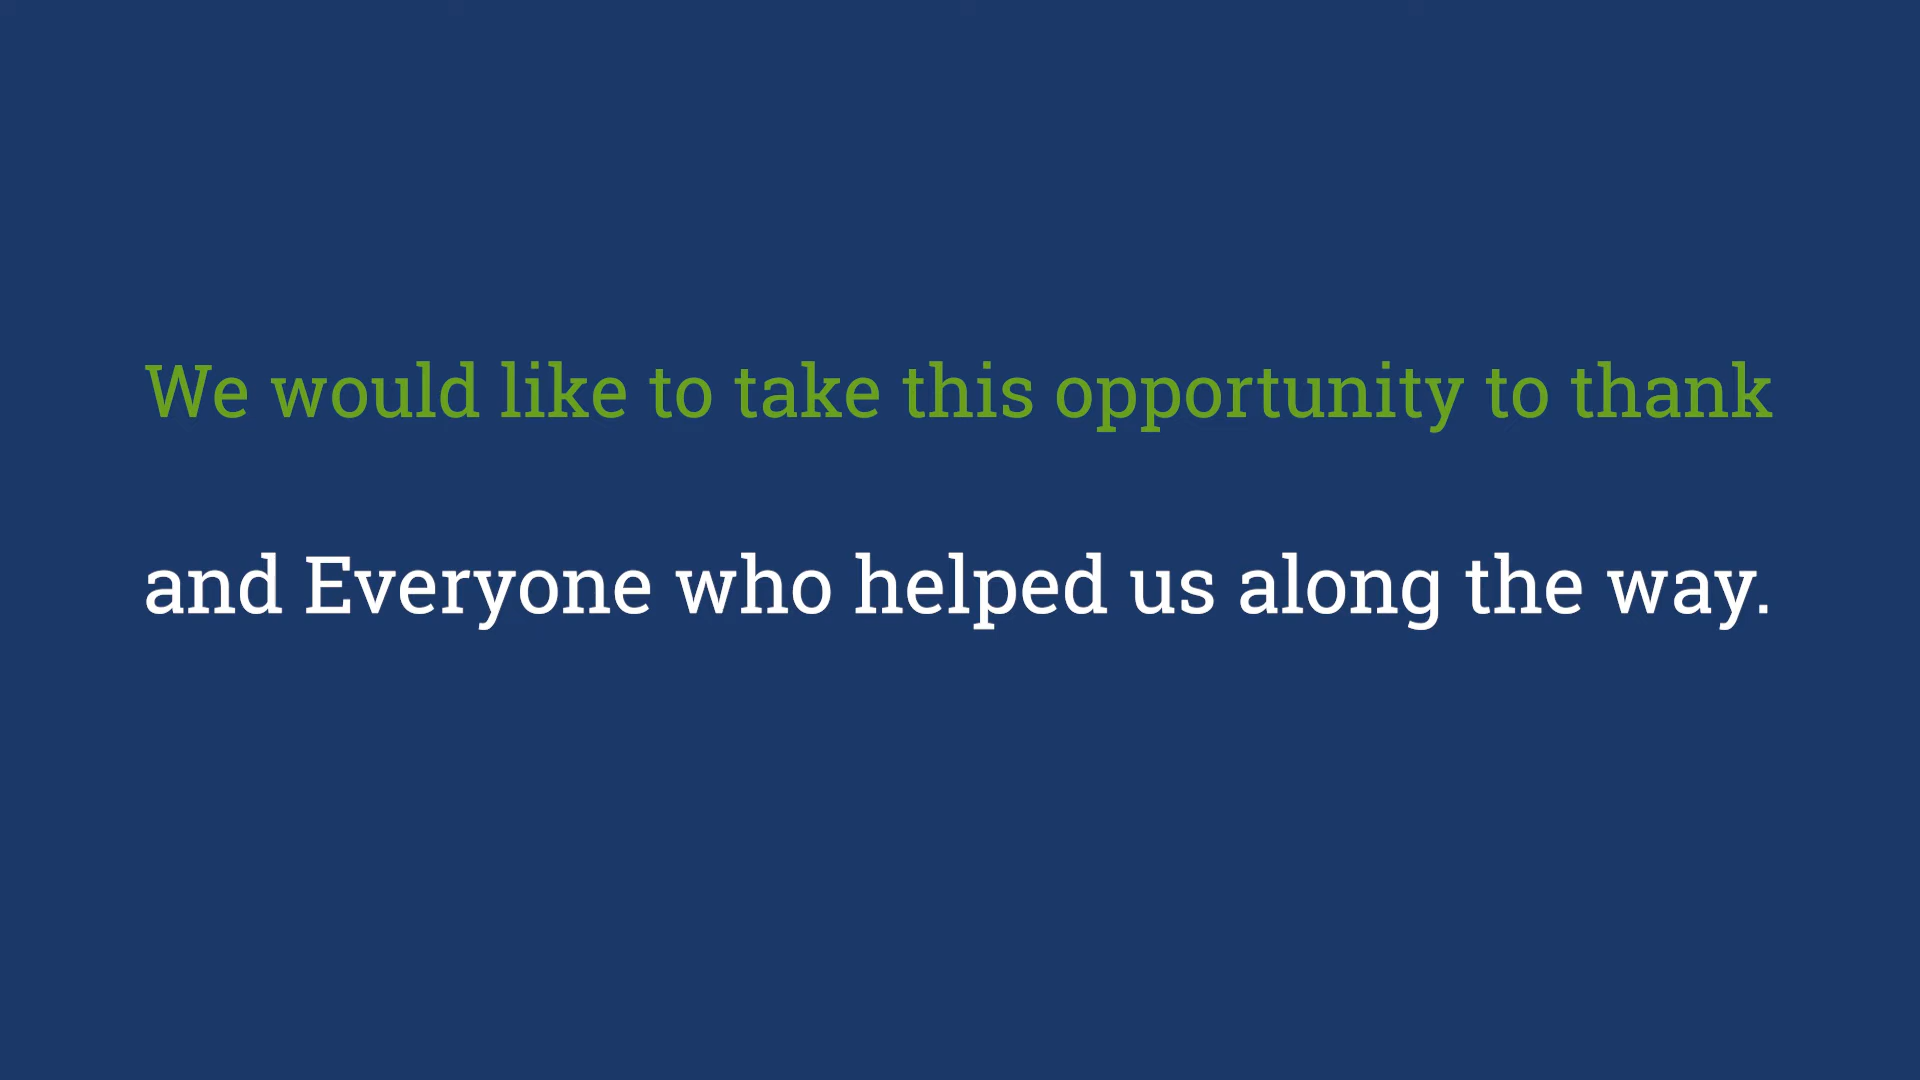 We would like to take this opportunity to thank
and Everyone who helped us along the way.